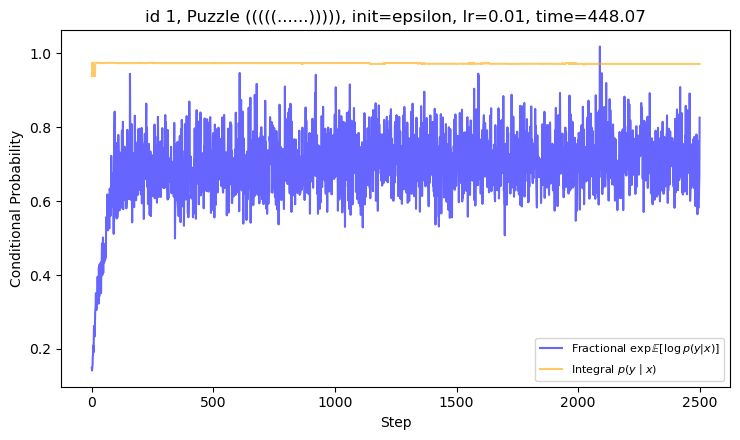 id 1, Puzzle (((((......))))), init=epsilon, lr=0.01, time=448.07
Conditional Probability
1.0
0.8
0.6
0.4
0.2
0
500
1000
1500
2000
2500
Step
Fractional exp𝔼[log p(y|x)]
Integral p(y | x)